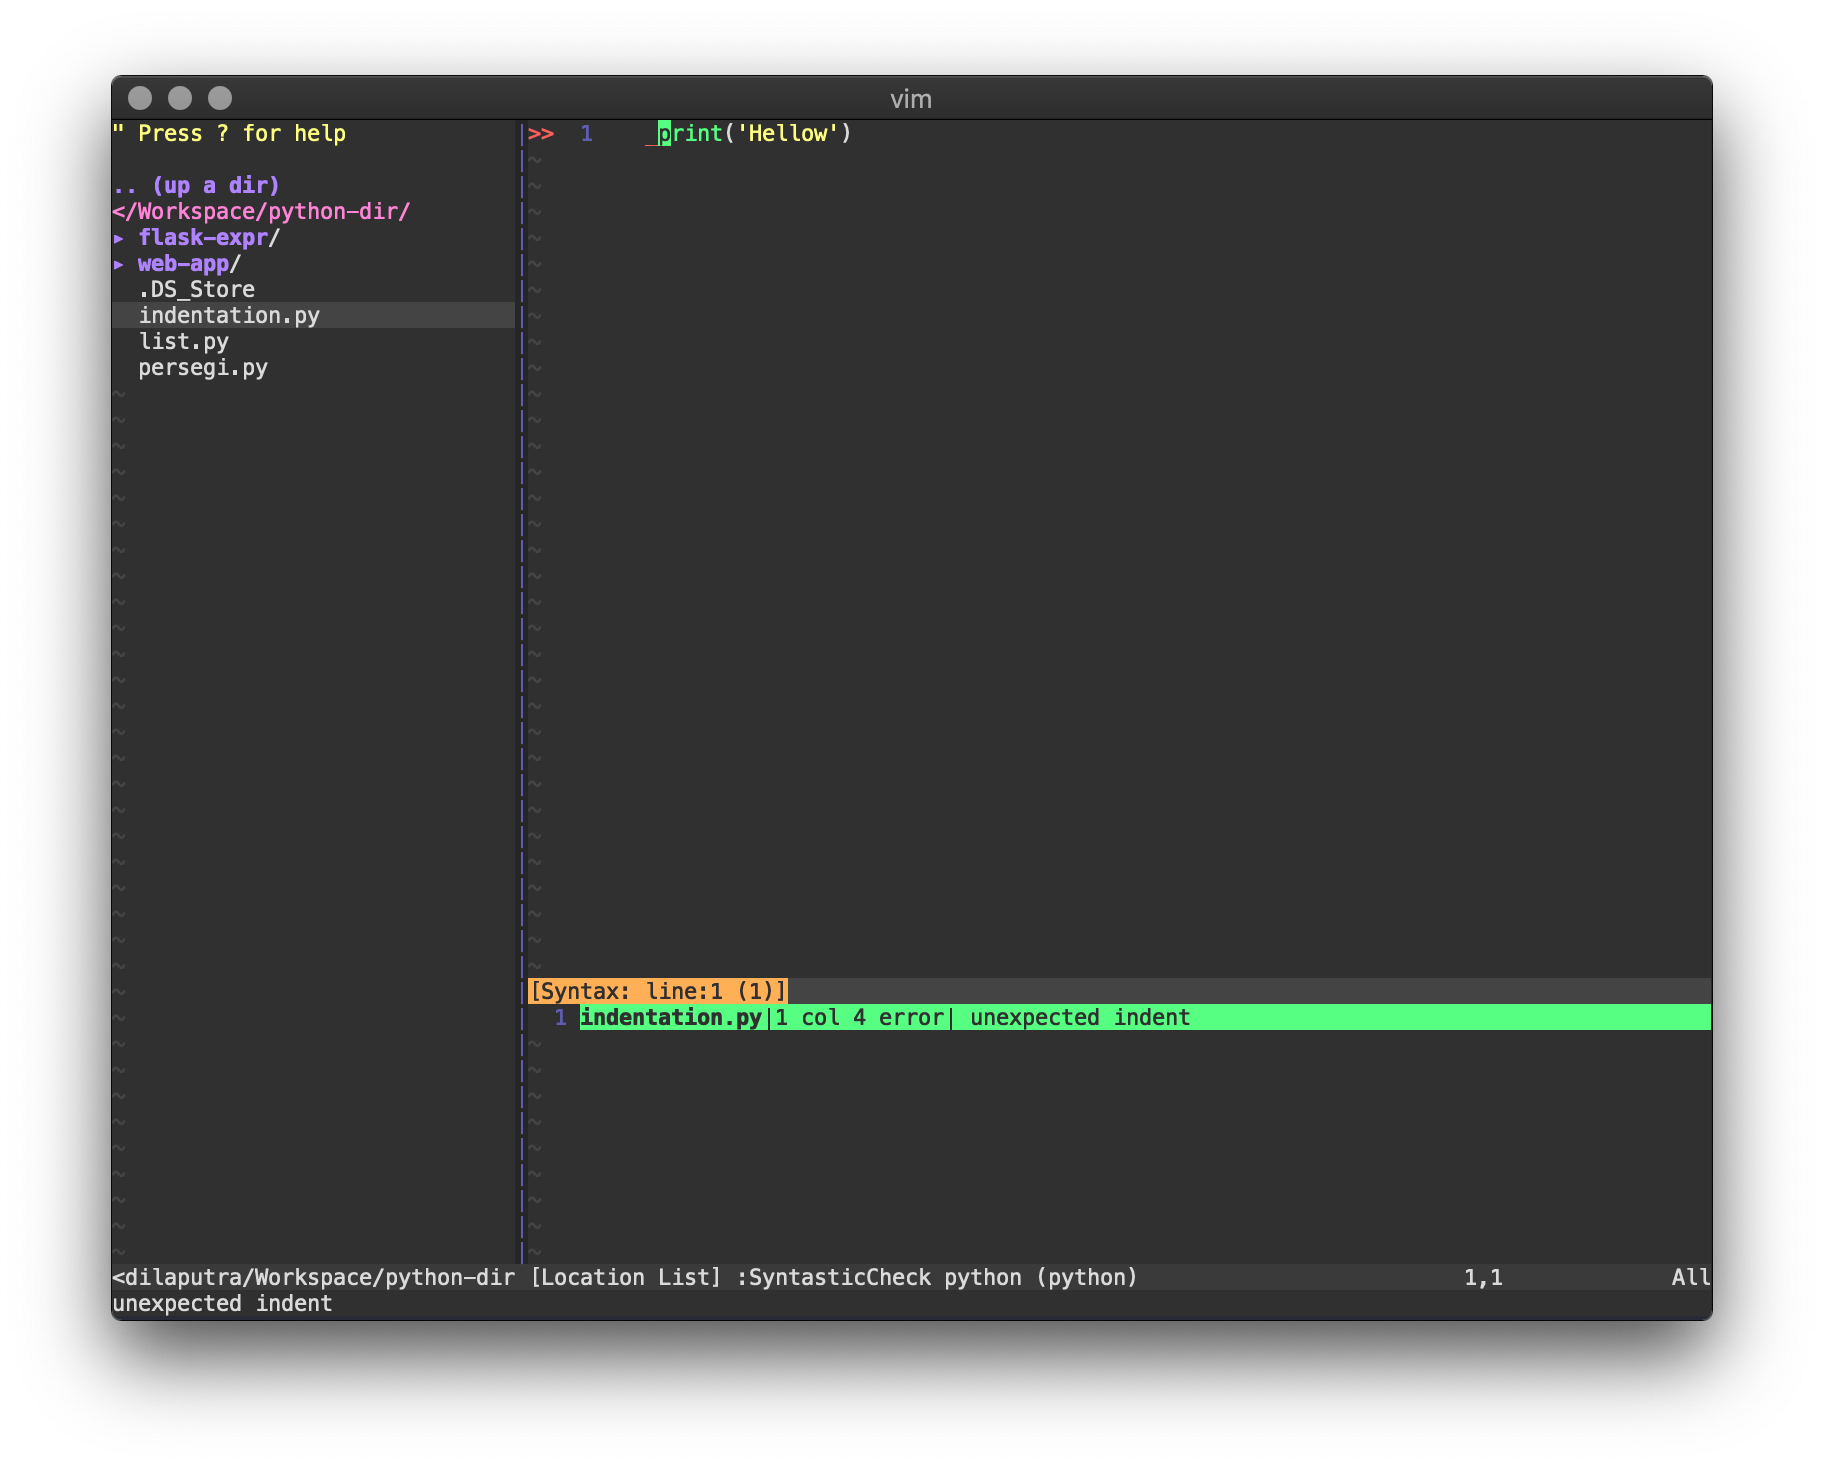 vim
" Press ? for help
.. (up a dir)
</Workspace/python-dir/
▸ flask-expr/
▸ web-app/
.DS_Store
indentation.py
list.py
persegi.py
>> 1 print('Hellow')
[Syntax: line:1 (1)]
1 indentation.py|1 col 4 error| unexpected indent
<dilaputra/Workspace/python-dir [Location List] :SyntasticCheck python (python) 1,1 All
unexpected indent